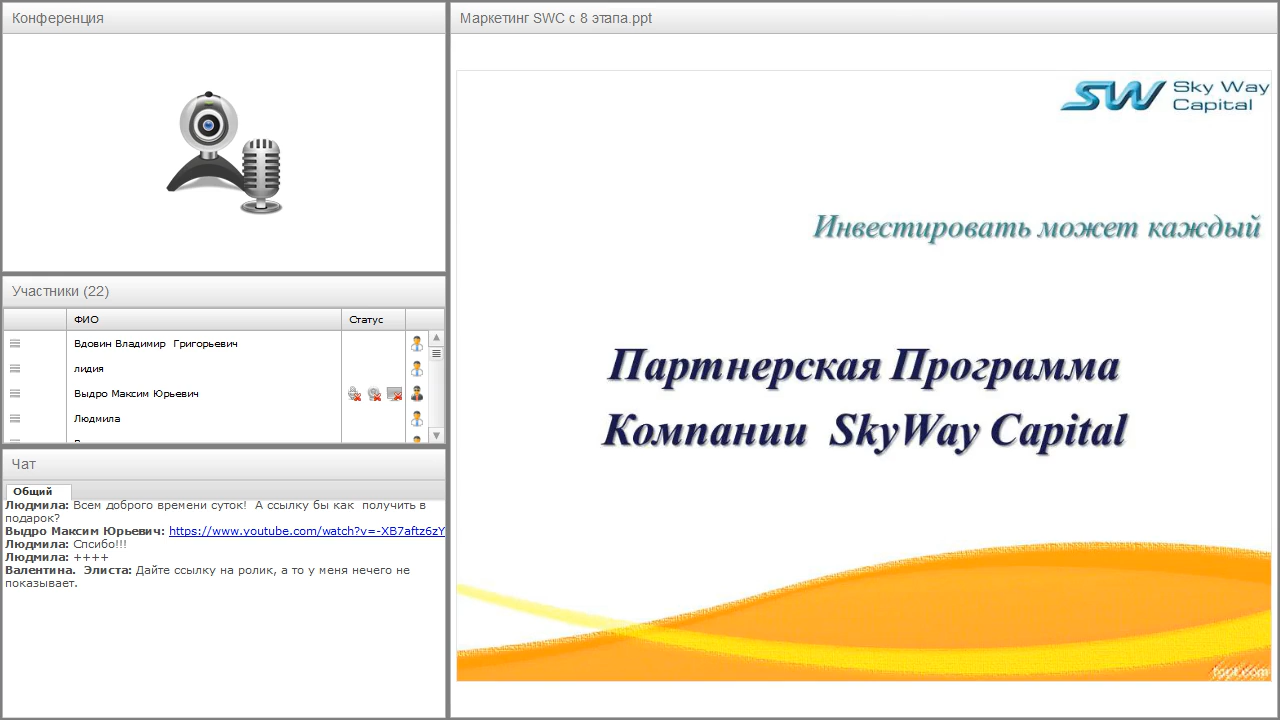 Конференция
Участники (22)
ФИО
Статус
Вдовин Владимир Григорьевич
лидия
Выдро Максим Юрьевич
Людмила
Чат
Общий
Людмила: Всем доброго времени суток! А ссылку бы как получить в
подарок?
Выдро Максим Юрьевич: https://www.youtube.com/watch?v=-XB7aftz6zY
Людмила: Спсибо!!!
Людмила: ++++
Валентина. Элиста: Дайте ссылку на ролик, а то у меня нечего не
показывает.
Маркетинг SWC с 8 этапа.ppt
SW Sky Way
Capital
Инвестировать может каждый
Партнерская Программа
Компании SkyWay Capital
fppt.com